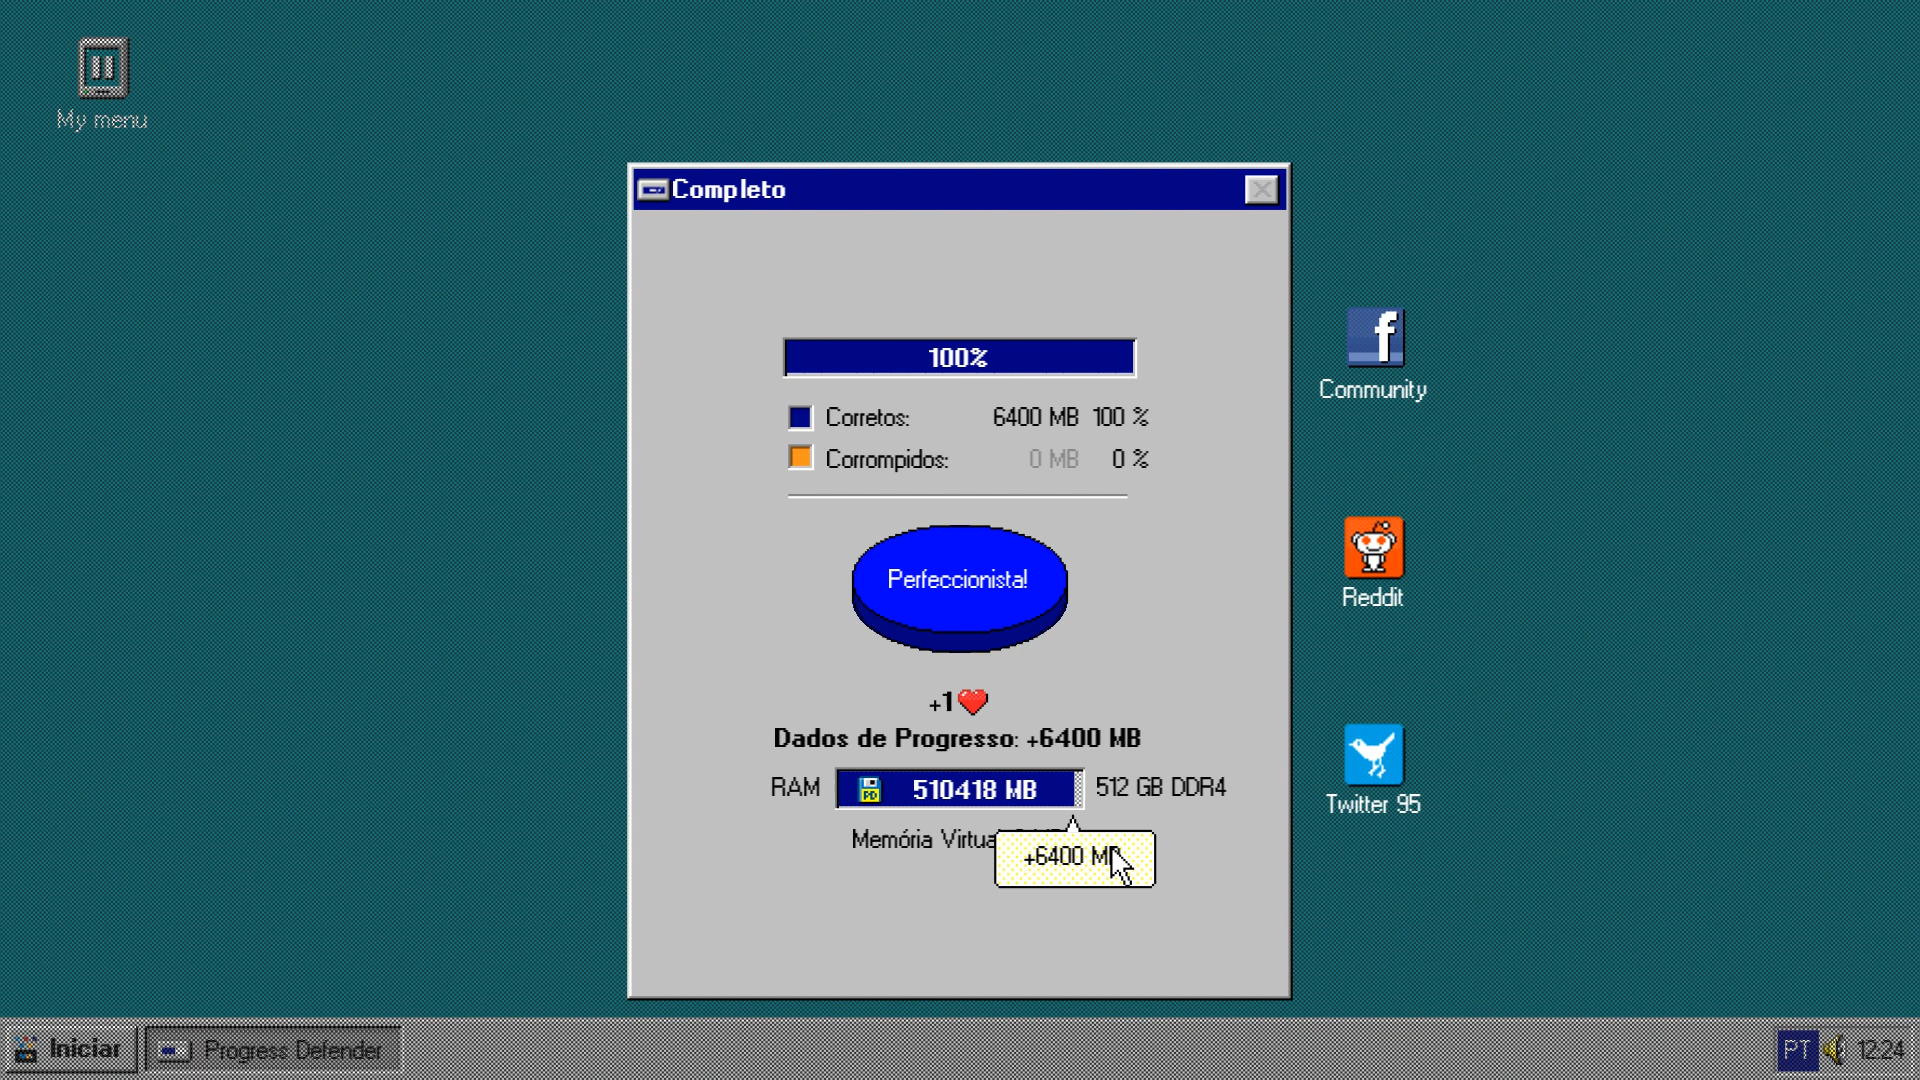 My menu
Completo
100%
Corretos: 6400 MB 100 %
Corrompidos: 0 MB 0 %
Perfeccionista!
+1
Dados de Progresso: +6400 MB
RAM 510418 MB 512 GB DDR4
Memória
+6400
Community
Reddit
Twitter 95
Iniciar
Progress Defender
PT
12:24